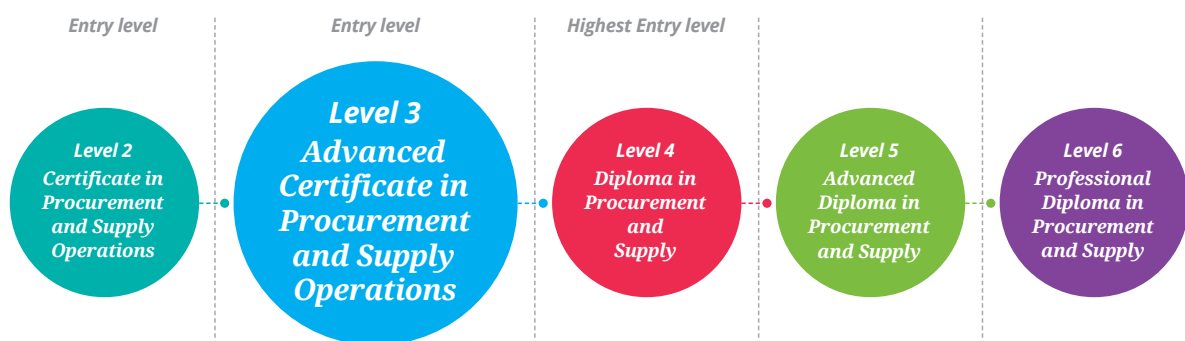 Entry level
Entry level
Highest Entry level
Level 2
Certificate in
Procurement
and Supply
Operations
Level 3
Advanced
Certificate in
Procurement
and Supply
Operations
Level 4
Diploma in
Procurement
and
Supply
Level 5
Advanced
Diploma in
Procurement
and Supply
Level 6
Professional
Diploma in
Procurement
and Supply